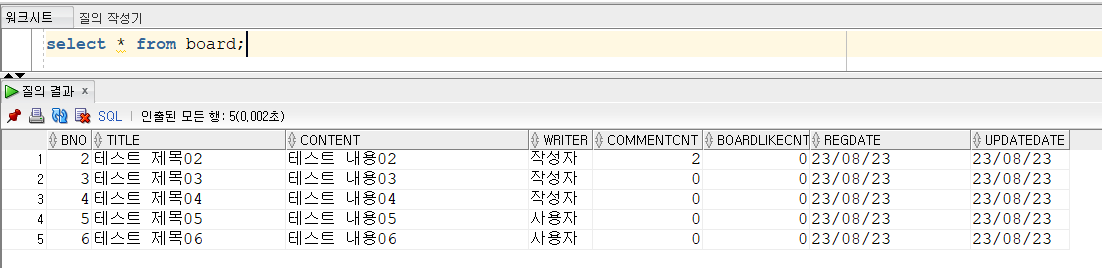 워크시트 질의 작성기
select * from board;
질의 결과 x
SQL | 인출된 모든 행: 5(0,002초)
BNO TITLE CONTENT WRITER COMMENTCNT BOARDLIKECNT REGDATE UPDATEDATE
1 2 테스트 제목02 테스트 내용02 작성자 2 0 23/08/23 23/08/23
2 3 테스트 제목03 테스트 내용03 작성자 0 0 23/08/23 23/08/23
3 4 테스트 제목04 테스트 내용04 작성자 0 0 23/08/23 23/08/23
4 5 테스트 제목05 테스트 내용05 사용자 0 0 23/08/23 23/08/23
5 6 테스트 제목06 테스트 내용06 사용자 0 0 23/08/23 23/08/23